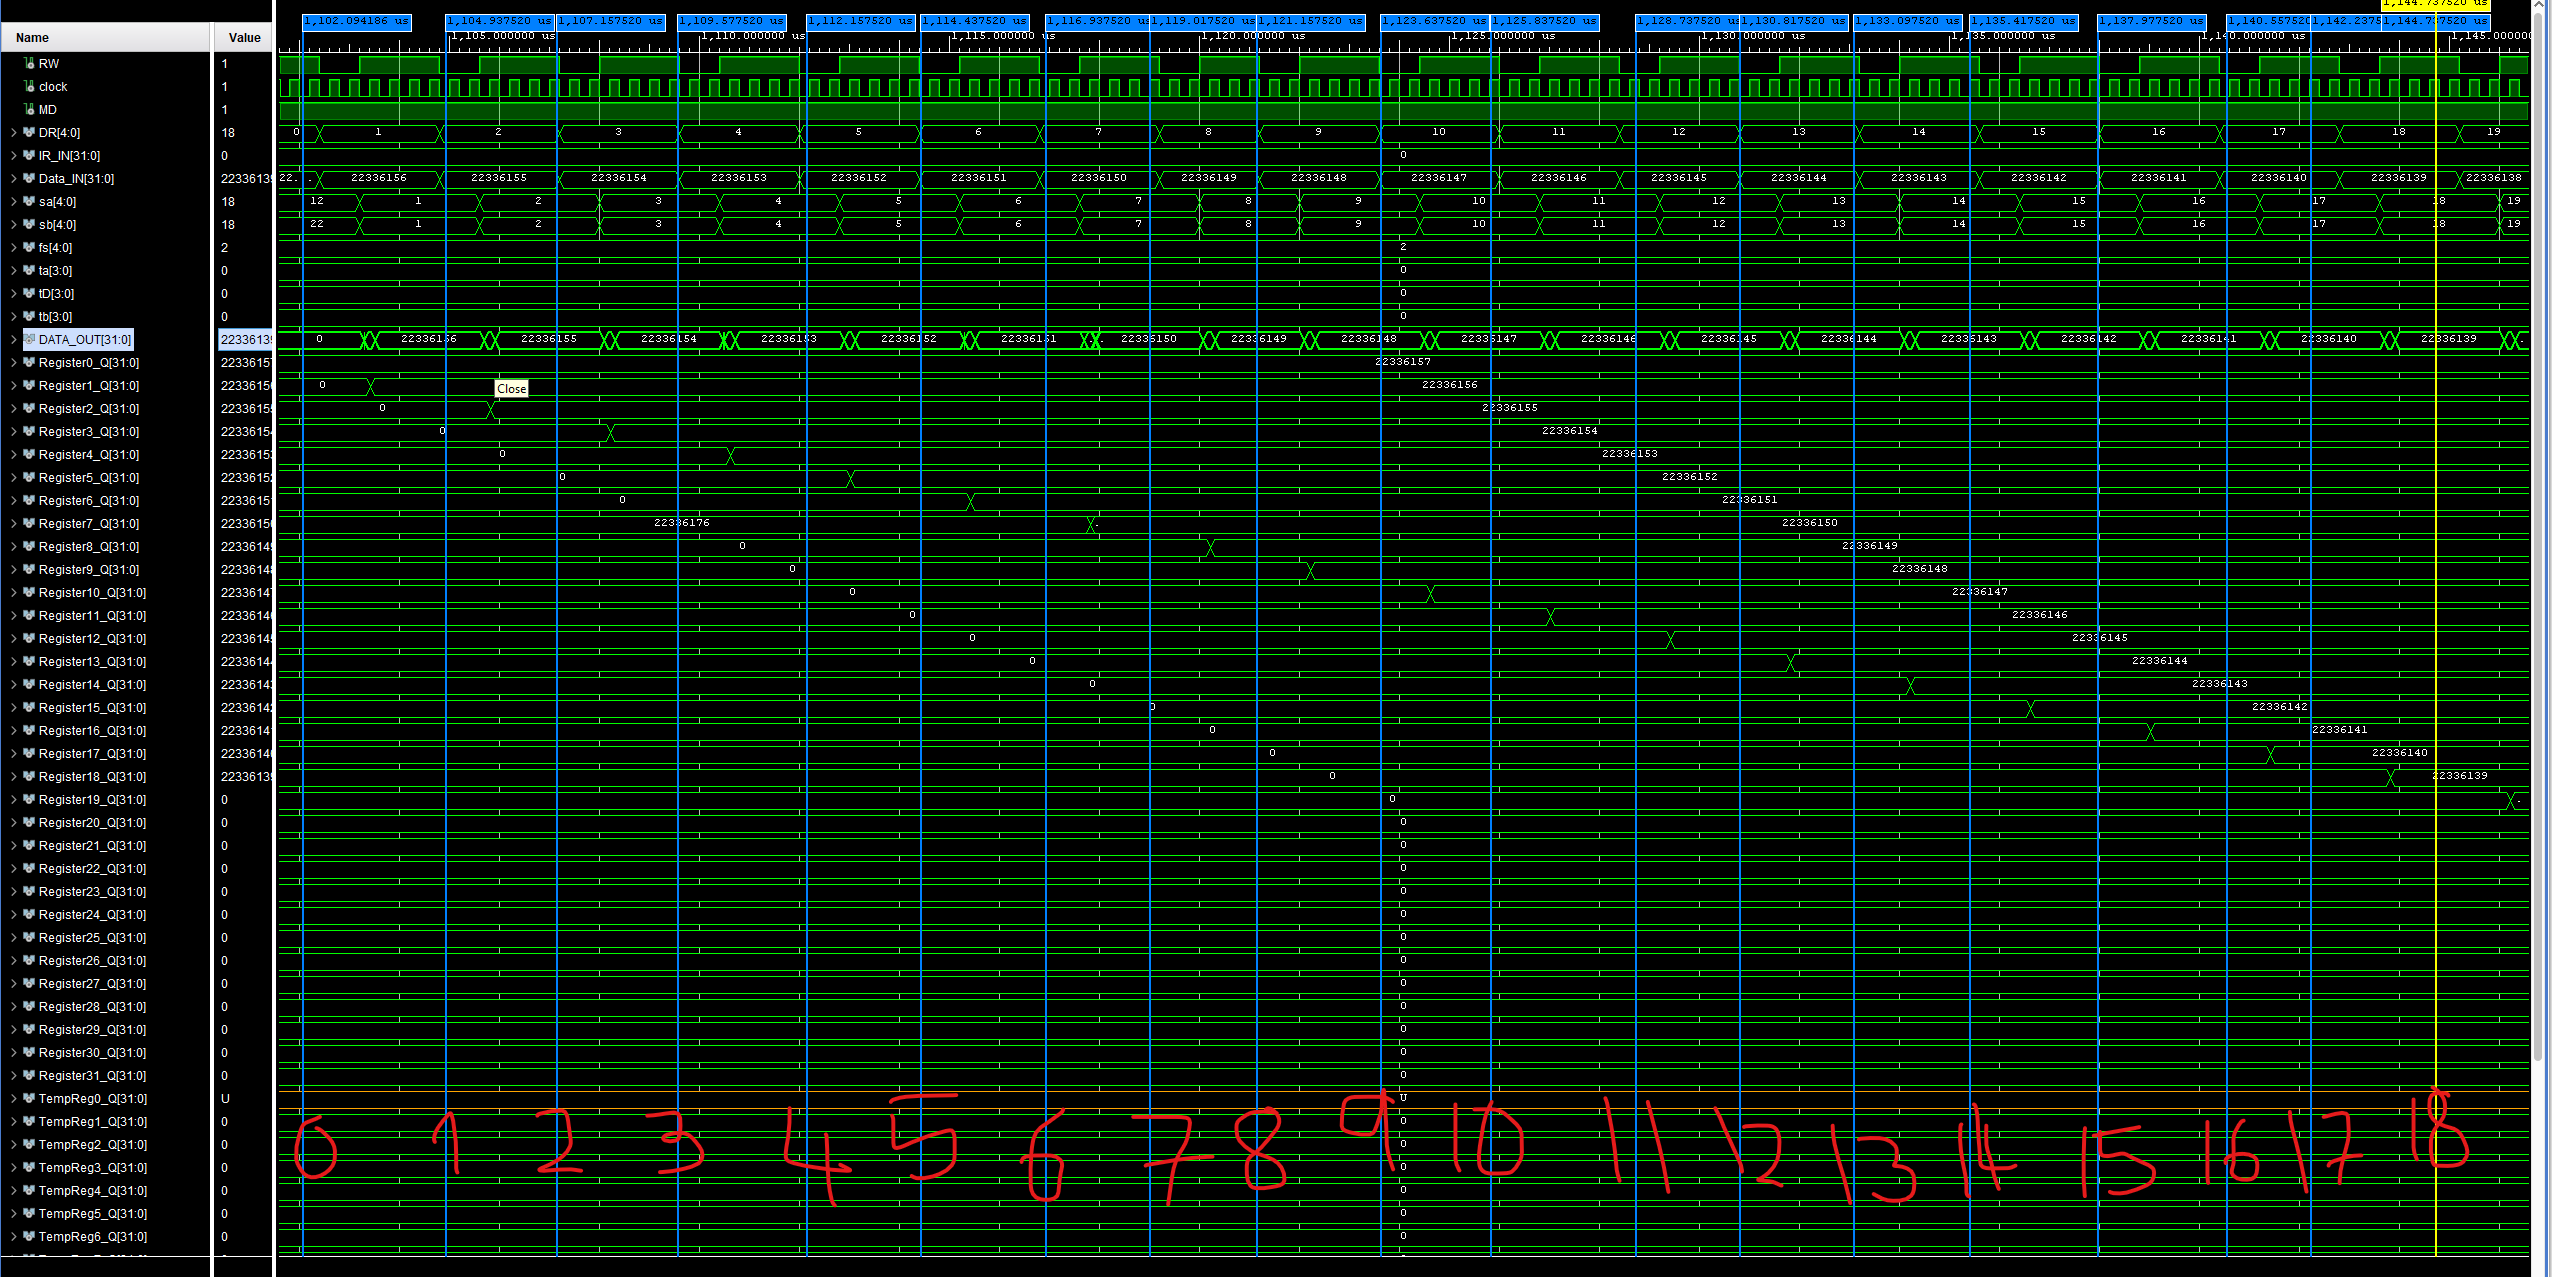 1,144.737520 us
1,102.094186 us 1,104.937520 us 1,107.157520 us 1,109.577520 us 1,112.157520 us 1,114.437520 us 1,116.937520 us 1,119.017520 us 1,121.157520 us 1,123.637520 us 1,125.837520 us 1,128.737520 us 1,130.817520 us 1,133.097520 us 1,135.417520 us 1,137.977520 us 1,140.557520 1,142.2375 1,144.737520 us
Name Value 1,105.000000 us 1,110.000000 us 1,115.000000 us 1,120.000000 us 1,125.000000 us 1,130.000000 us 1,135.000000 us 1,140.000000 us 1,145.000000
RW 1
clock 1
MD 1
DR[4:0] 18 0 1 2 3 4 5 6 7 8 9 10 11 12 13 14 15 16 17 18 19
IR_IN[31:0] 0 0
Data_IN[31:0] 2233613 22... 22336156 22336155 22336154 22336153 22336152 22336151 22336150 22336149 22336148 22336147 22336146 22336145 22336144 22336143 22336142 22336141 22336140 22336139 22336138
sa[4:0] 18 12 1 2 3 4 5 6 7 8 9 10 11 12 13 14 15 16 17 18 19
sb[4:0] 18 22 1 2 3 4 5 6 7 8 9 10 11 12 13 14 15 16 17 18 19
fs[4:0] 2 2
ta[3:0] 0 0
tD[3:0] 0 0
tb[3:0] 0 0
DATA_OUT[31:0] 2233613 0 22336156 22336155 22336154 22336153 22336152 22336151 22336150 22336149 22336148 22336147 22336146 22336145 22336144 22336143 22336142 22336141 22336140 22336139
Register0_Q[31:0] 2233615 22336157
Register1_Q[31:0] 2233615 0 Close 22336156
Register2_Q[31:0] 2233615 0 22336155
Register3_Q[31:0] 2233615 0 22336154
Register4_Q[31:0] 2233615 0 22336153
Register5_Q[31:0] 2233615 0 22336152
Register6_Q[31:0] 2233615 0 22336151
Register7_Q[31:0] 2233615 22336176 22336150
Register8_Q[31:0] 2233614 0 22336149
Register9_Q[31:0] 2233614 0 22336148
Register10_Q[31:0] 2233614 0 22336147
Register11_Q[31:0] 2233614 0 22336146
Register12_Q[31:0] 2233614 0 22336145
Register13_Q[31:0] 2233614 0 22336144
Register14_Q[31:0] 2233614 0 22336143
Register15_Q[31:0] 2233614 0 22336142
Register16_Q[31:0] 2233614 0 22336141
Register17_Q[31:0] 2233614 0 22336140
Register18_Q[31:0] 2233613 0 22336139
Register19_Q[31:0] 0 0
Register20_Q[31:0] 0 0
Register21_Q[31:0] 0 0
Register22_Q[31:0] 0 0
Register23_Q[31:0] 0 0
Register24_Q[31:0] 0 0
Register25_Q[31:0] 0 0
Register26_Q[31:0] 0 0
Register27_Q[31:0] 0 0
Register28_Q[31:0] 0 0
Register29_Q[31:0] 0 0
Register30_Q[31:0] 0 0
Register31_Q[31:0] 0 0
TempReg0_Q[31:0] U U
TempReg1_Q[31:0] 0 0
TempReg2_Q[31:0] 0 0
0 1 2 3 4 5 6 7 8 9 10 11 12 13 14 15 16 17 18
TempReg3_Q[31:0] 0 0
TempReg4_Q[31:0] 0 0
TempReg5_Q[31:0] 0 0
TempReg6_Q[31:0] 0 0